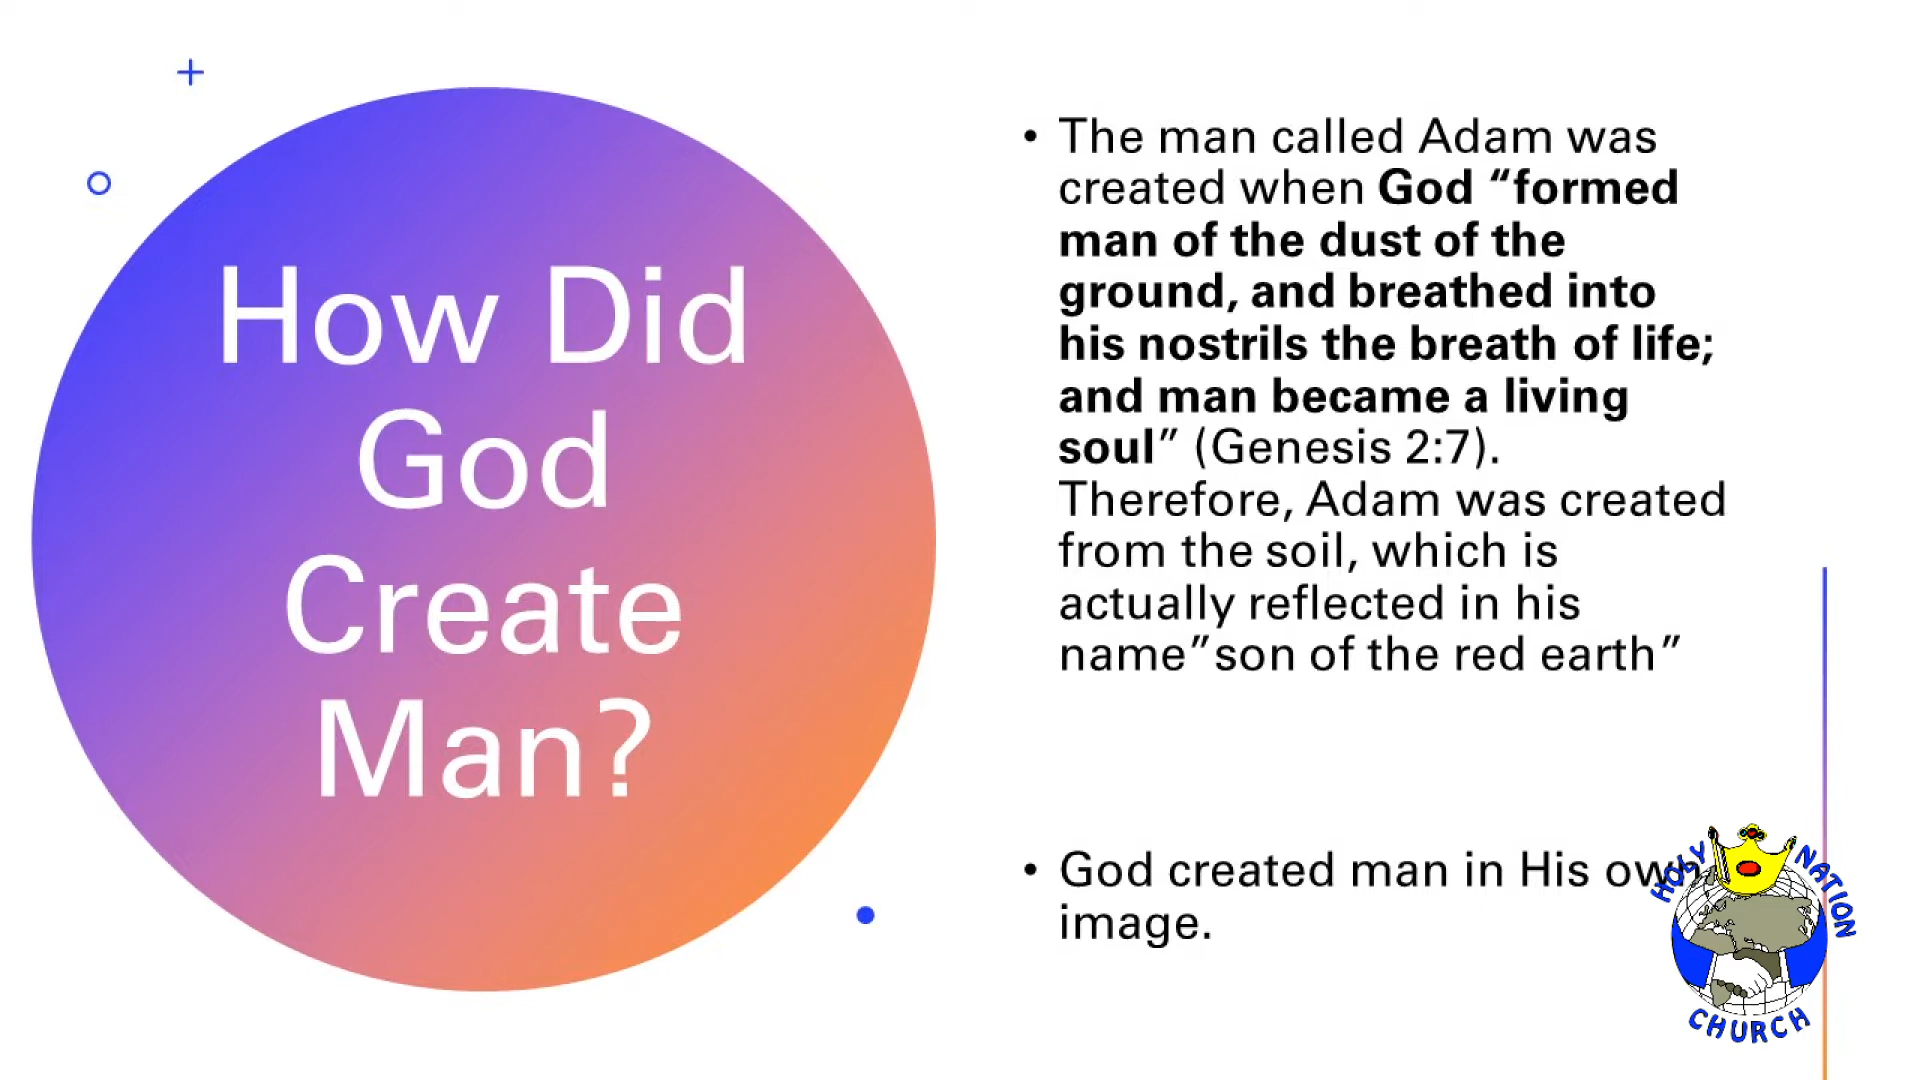 How Did
God
Create
Man?
• The man called Adam was
created when God “formed
man of the dust of the
ground, and breathed into
his nostrils the breath of life;
and man became a living
soul” (Genesis 2:7).
Therefore, Adam was created
from the soil, which is
actually reflected in his
name”son of the red earth”
• God created man in His own
image.
HOLY NATION
CHURCH